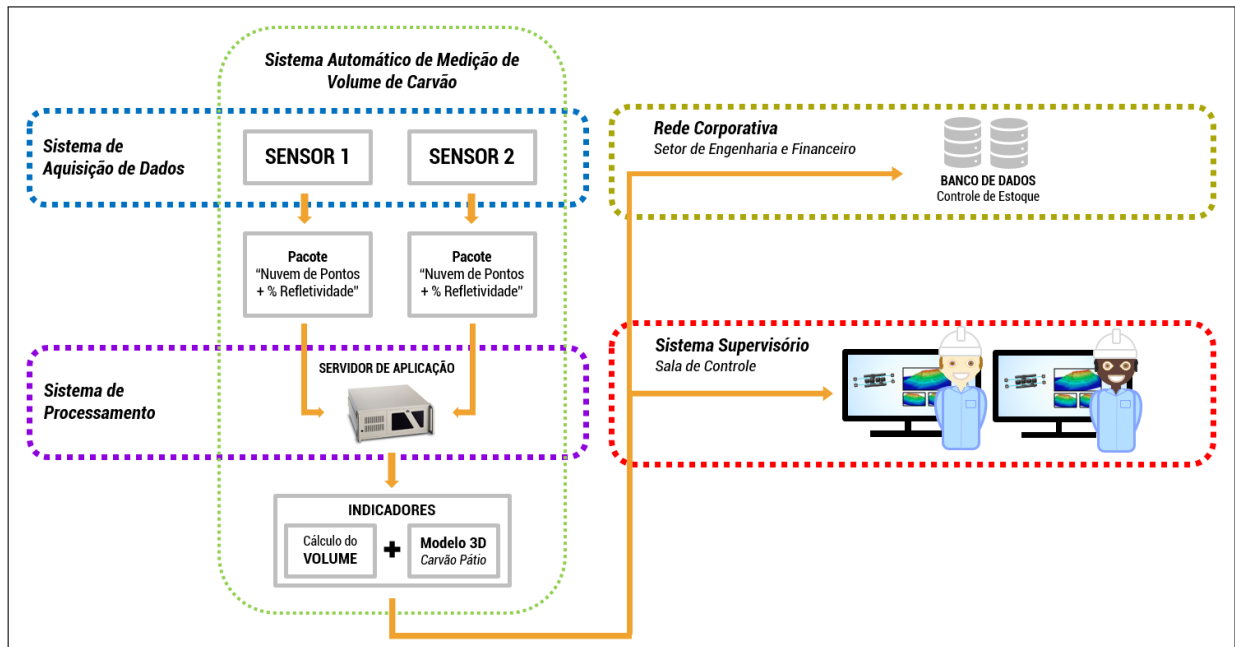 Sistema Automático de Medição de
Volume de Carvão
Sistema de
Aquisição de Dados
SENSOR 1
SENSOR 2
Pacote
“Nuvem de Pontos
+ % Refletividade”
Pacote
“Nuvem de Pontos
+ % Refletividade”
Sistema de
Processamento
SERVIDOR DE APLICAÇÃO
INDICADORES
Cálculo do
VOLUME
+
Modelo 3D
Carvão Pátio
Rede Corporativa
Setor de Engenharia e Financeiro
BANCO DE DADOS
Controle de Estoque
Sistema Supervisório
Sala de Controle